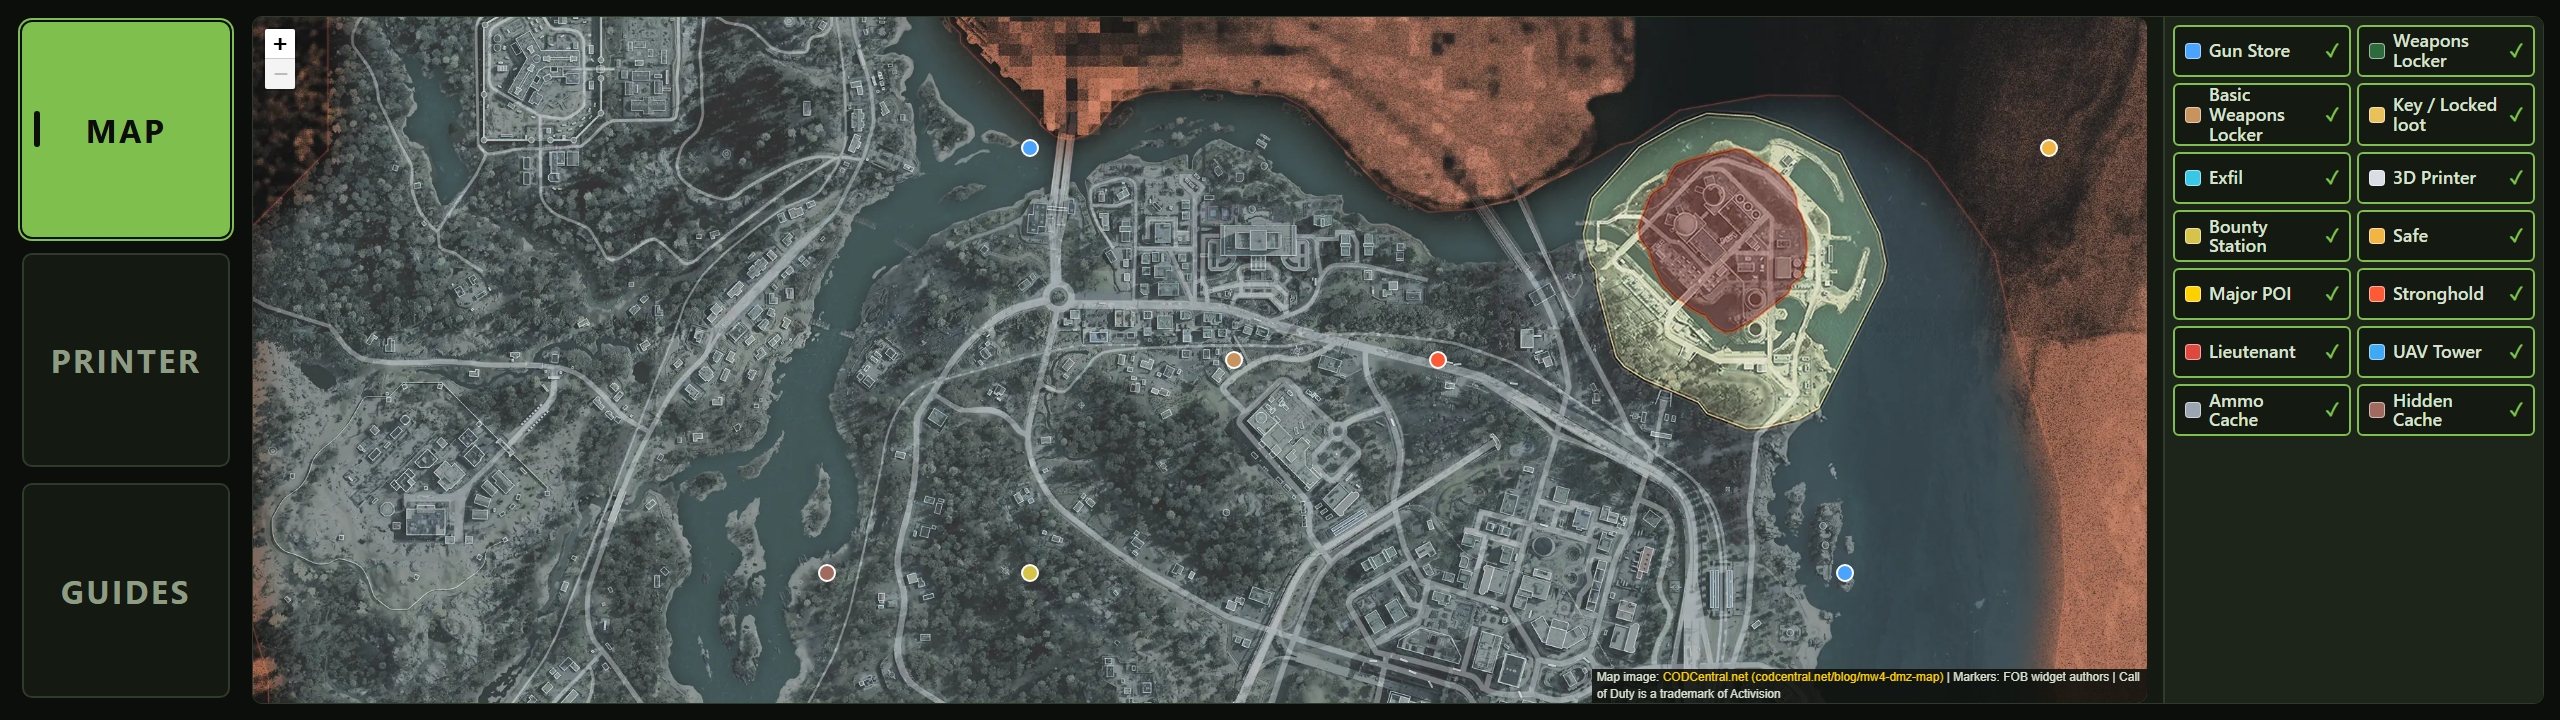 +
−
MAP
PRINTER
GUIDES
Gun Store ✓
Weapons
Locker ✓
Basic
Weapons
Locker ✓
Key / Locked
loot ✓
Exfil ✓
3D Printer ✓
Bounty
Station ✓
Safe ✓
Major POI ✓
Stronghold ✓
Lieutenant ✓
UAV Tower ✓
Ammo
Cache ✓
Hidden
Cache ✓
Map image: CODCentral.net (codcentral.net/blog/mw4-dmz-map) | Markers: FOB widget authors | Call
of Duty is a trademark of Activision